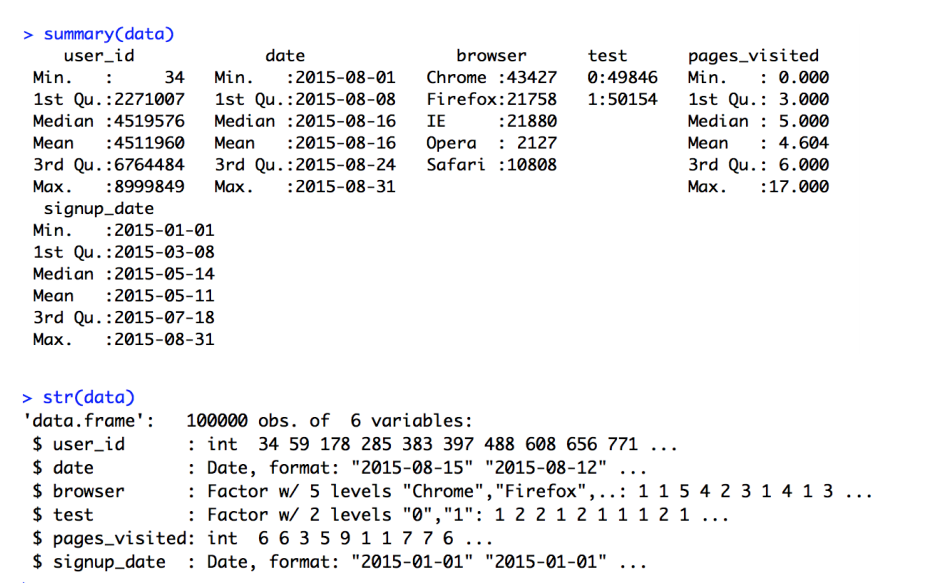 > summary(data)
    user_id             date               browser       test       pages_visited
 Min.   :     34   Min.   :2015-08-01   Chrome :43427   0:49846   Min.   : 0.000
 1st Qu.:2271007   1st Qu.:2015-08-08   Firefox:21758   1:50154   1st Qu.: 3.000
 Median :4519576   Median :2015-08-16   IE     :21880             Median : 5.000
 Mean   :4511960   Mean   :2015-08-16   Opera  : 2127             Mean   : 4.604
 3rd Qu.:6764484   3rd Qu.:2015-08-24   Safari :10808             3rd Qu.: 6.000
 Max.   :8999849   Max.   :2015-08-31                             Max.   :17.000
  signup_date
 Min.   :2015-01-01
 1st Qu.:2015-03-08
 Median :2015-05-14
 Mean   :2015-05-11
 3rd Qu.:2015-07-18
 Max.   :2015-08-31
> str(data)
'data.frame':   100000 obs. of  6 variables:
 $ user_id      : int  34 59 178 285 383 397 488 608 656 771 ...
 $ date         : Date, format: "2015-08-15" "2015-08-12" ...
 $ browser      : Factor w/ 5 levels "Chrome","Firefox",..: 1 1 5 4 2 3 1 4 1 3 ...
 $ test         : Factor w/ 2 levels "0","1": 1 2 2 1 2 1 1 1 2 1 ...
 $ pages_visited: int  6 6 3 5 9 1 1 7 7 6 ...
 $ signup_date  : Date, format: "2015-01-01" "2015-01-01" ...